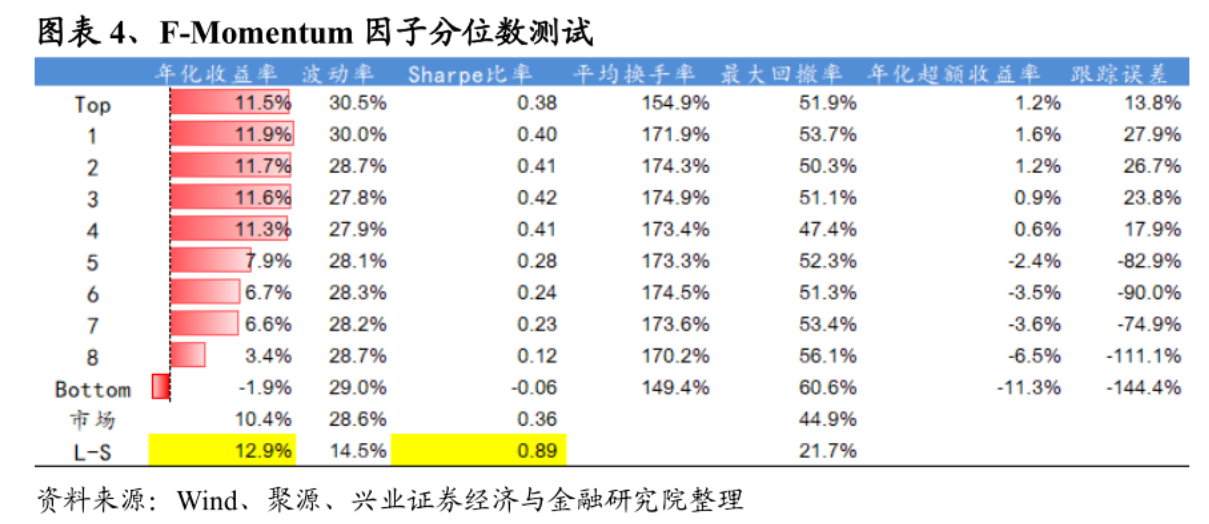 图表 4、F-Momentum 因子分位数测试
年化收益率 波动率 Sharpe比率 平均换手率 最大回撤率 年化超额收益率 跟踪误差
Top 11.5% 30.5% 0.38 154.9% 51.9% 1.2% 13.8%
1 11.9% 30.0% 0.40 171.9% 53.7% 1.6% 27.9%
2 11.7% 28.7% 0.41 174.3% 50.3% 1.2% 26.7%
3 11.6% 27.8% 0.42 174.9% 51.1% 0.9% 23.8%
4 11.3% 27.9% 0.41 173.4% 47.4% 0.6% 17.9%
5 7.9% 28.1% 0.28 173.3% 52.3% -2.4% -82.9%
6 6.7% 28.3% 0.24 174.5% 51.3% -3.5% -90.0%
7 6.6% 28.2% 0.23 173.6% 53.4% -3.6% -74.9%
8 3.4% 28.7% 0.12 170.2% 56.1% -6.5% -111.1%
Bottom -1.9% 29.0% -0.06 149.4% 60.6% -11.3% -144.4%
市场 10.4% 28.6% 0.36 44.9%
L-S 12.9% 14.5% 0.89 21.7%
资料来源：Wind、聚源、兴业证券经济与金融研究院整理